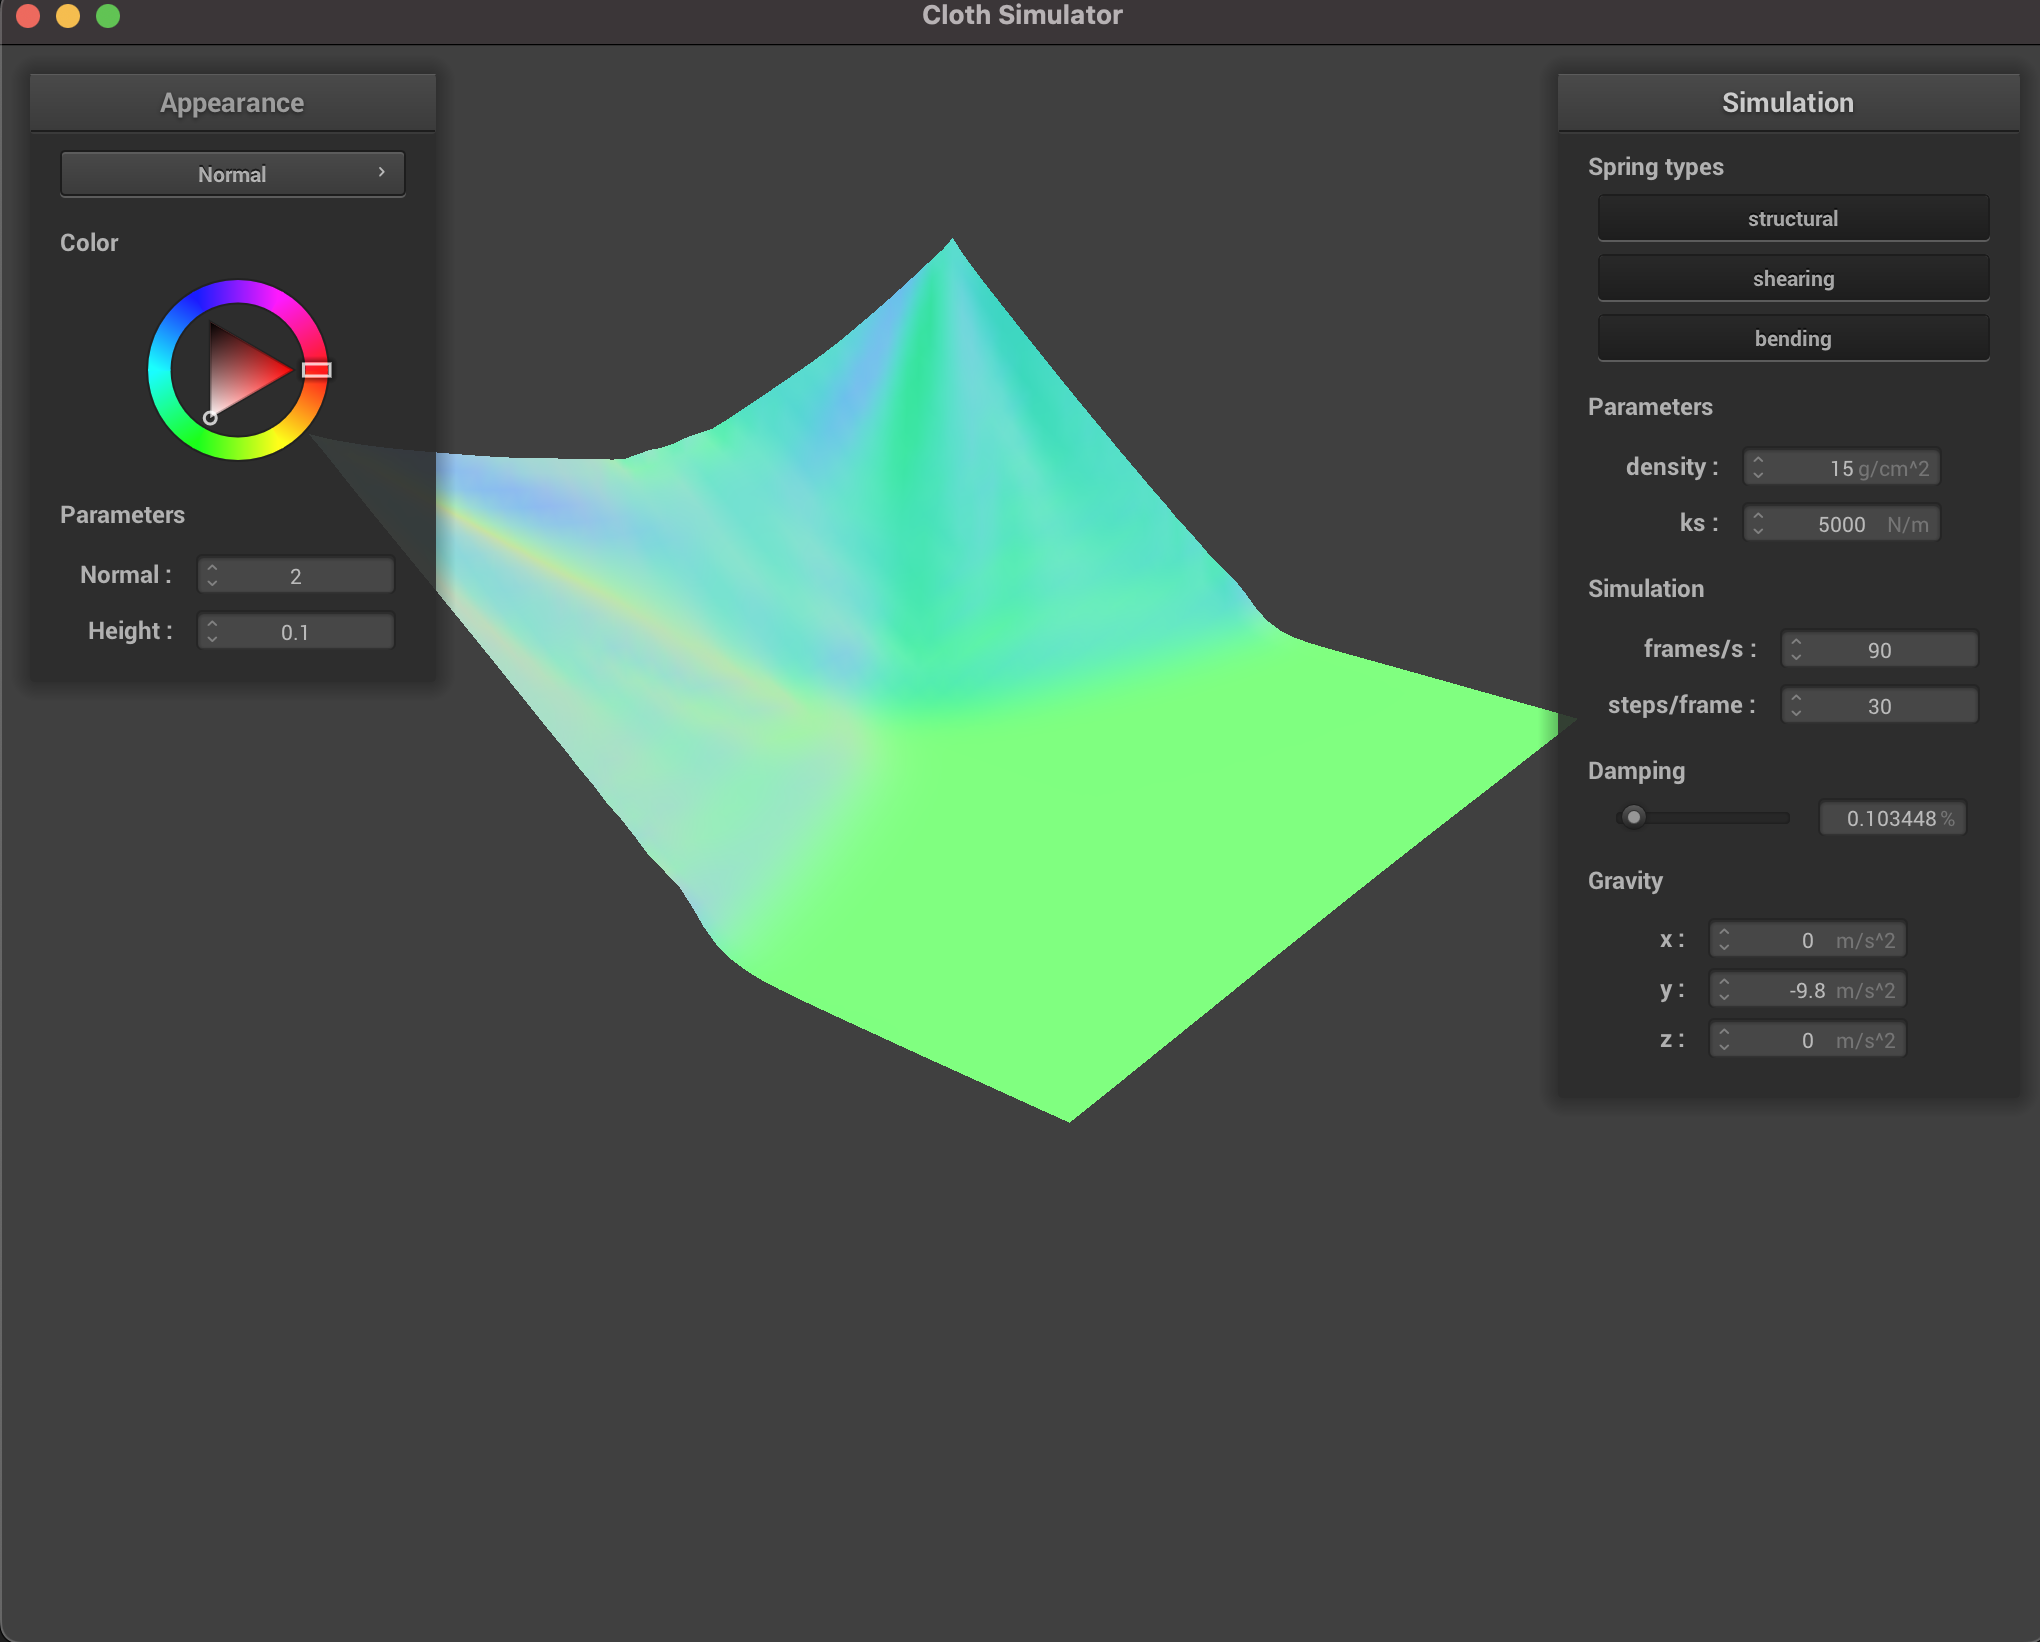 Cloth Simulator
Appearance
Normal
Color
Parameters
Normal : 2
Height : 0.1
Simulation
Spring types
structural
shearing
bending
Parameters
density : 15 g/cm^2
ks : 5000 N/m
Simulation
frames/s : 90
steps/frame : 30
Damping
0.103448 %
Gravity
x : 0 m/s^2
y : -9.8 m/s^2
z : 0 m/s^2